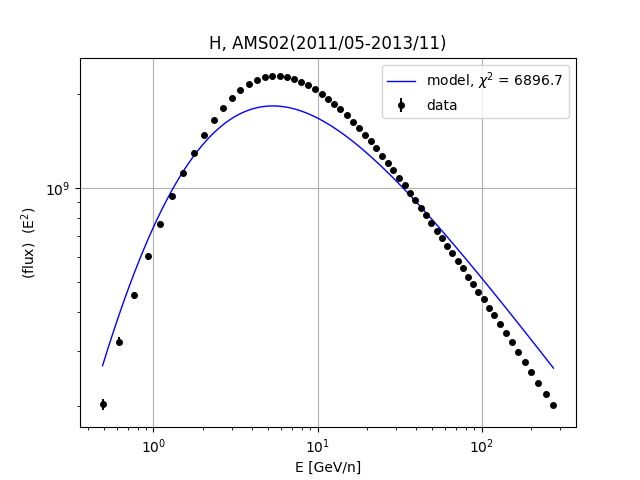 H, AMS02(2011/05-2013/11)
model, χ² = 6896.7
data
10⁹
(flux) (E²)
10⁰ 10¹ 10²
E [GeV/n]